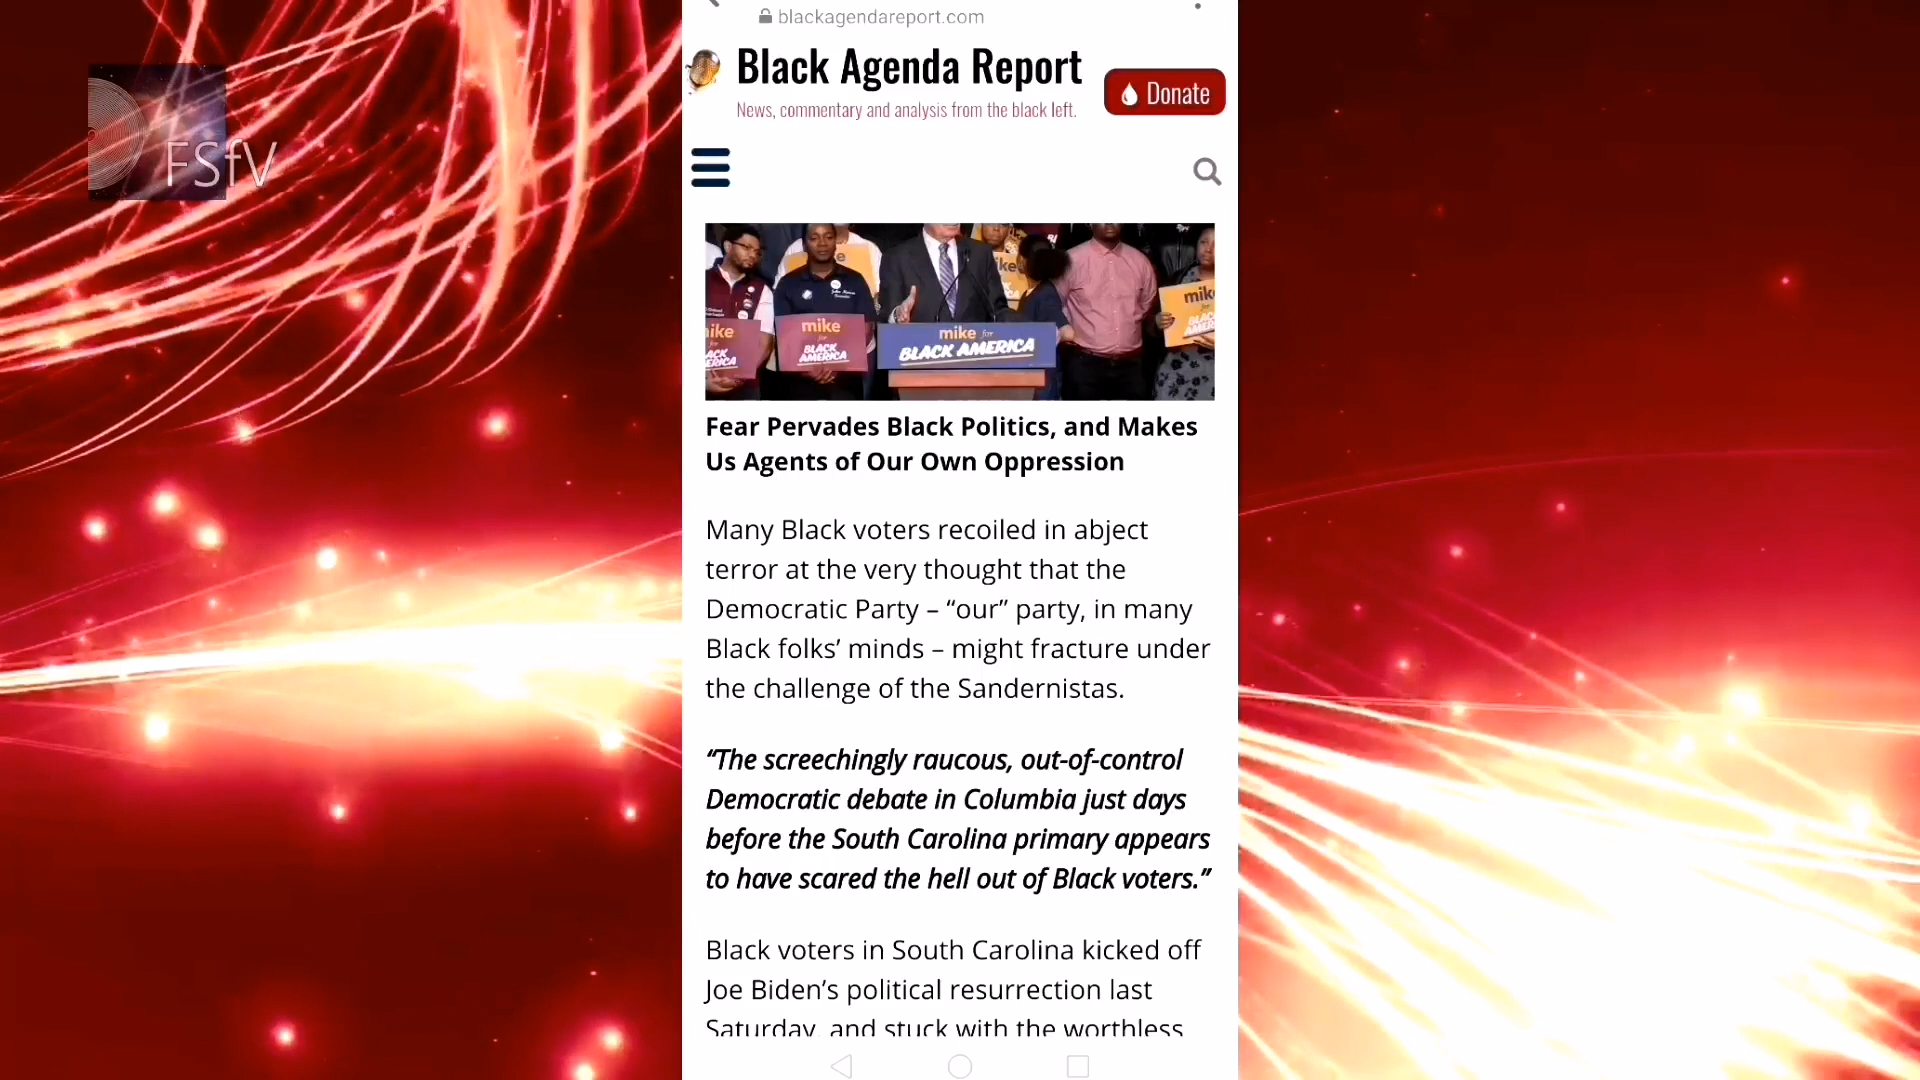 blackagendareport.com
Black Agenda Report
News, commentary and analysis from the black left.
Donate
FSfV
mike
BLACK AMERICA
mike for
BLACK AMERICA
Fear Pervades Black Politics, and Makes
Us Agents of Our Own Oppression
Many Black voters recoiled in abject
terror at the very thought that the
Democratic Party – “our” party, in many
Black folks’ minds – might fracture under
the challenge of the Sandernistas.
“The screechingly raucous, out-of-control
Democratic debate in Columbia just days
before the South Carolina primary appears
to have scared the hell out of Black voters.”
Black voters in South Carolina kicked off
Joe Biden’s political resurrection last
Saturday, and stuck with the worthless